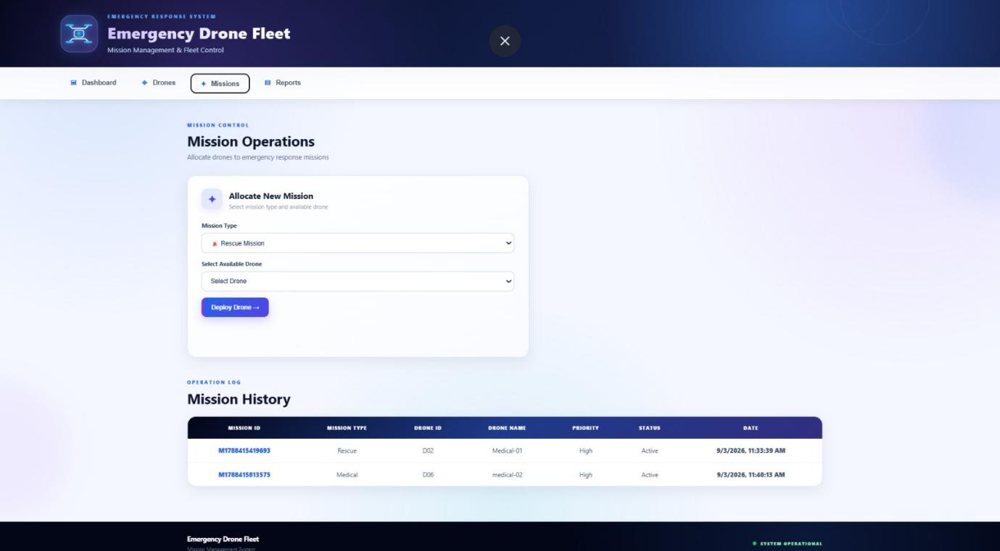 EMERGENCY RESPONSE SYSTEM
Emergency Drone Fleet
Mission Management & Fleet Control
Dashboard Drones Missions Reports
MISSION CONTROL
Mission Operations
Allocate drones to emergency response missions
Allocate New Mission
Select mission type and available drone
Mission Type
Rescue Mission
Select Available Drone
Select Drone
Deploy Drone →
OPERATION LOG
Mission History
MISSION ID MISSION TYPE DRONE ID DRONE NAME PRIORITY STATUS DATE
M1788415419693 Rescue D02 Medical-01 High Active 9/3/2026, 11:33:39 AM
M1788415813575 Medical D06 medical-02 High Active 9/3/2026, 11:40:13 AM
Emergency Drone Fleet
SYSTEM OPERATIONAL
Mission Management System